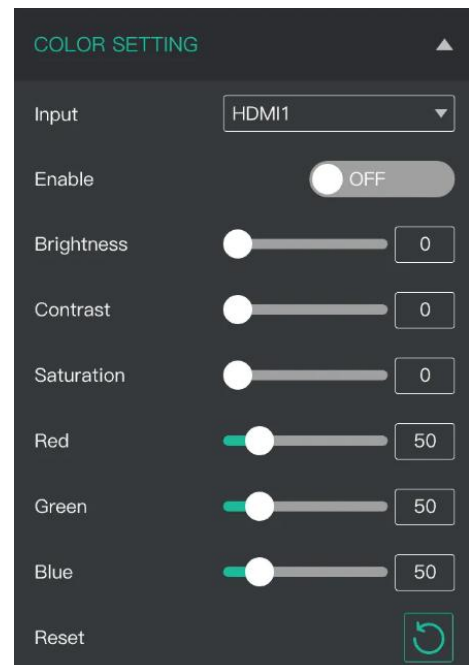 COLOR SETTING
Input HDMI1
Enable OFF
Brightness 0
Contrast 0
Saturation 0
Red 50
Green 50
Blue 50
Reset